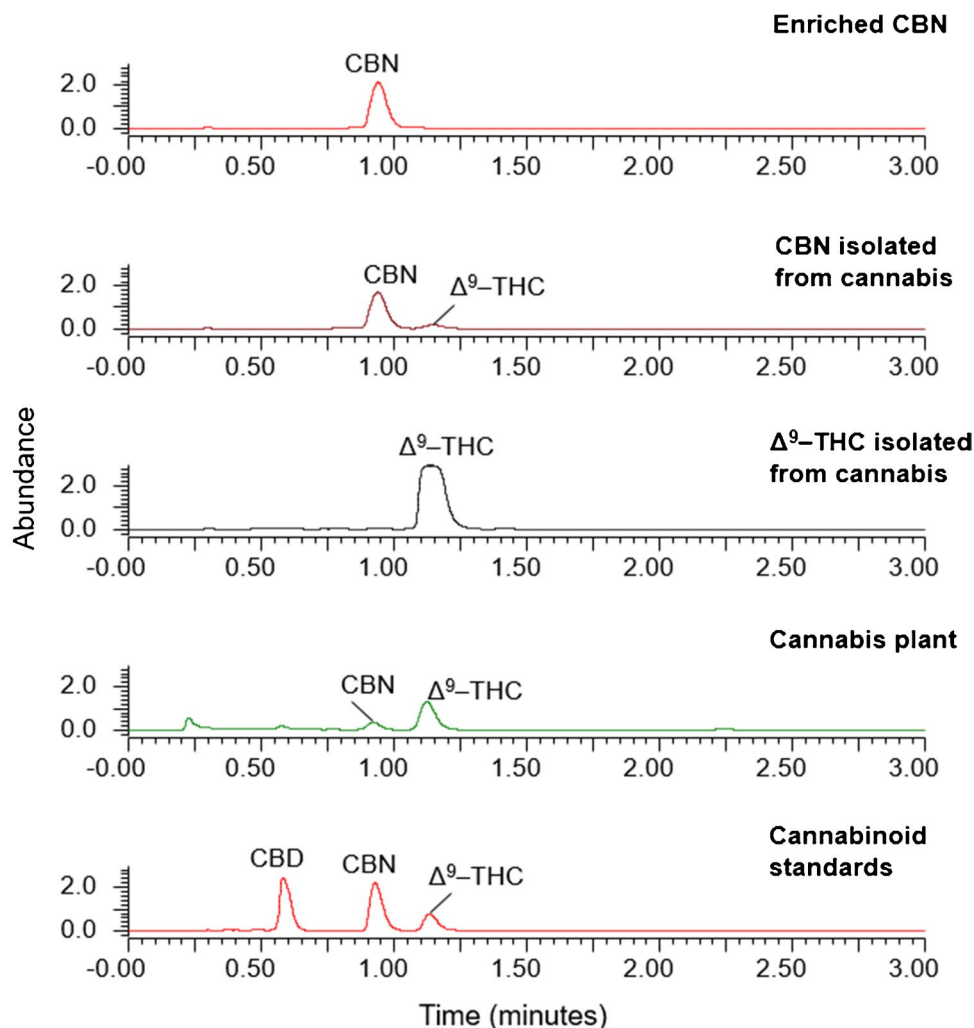 Enriched CBN
CBN
2.0
0.0
-0.00 0.50 1.00 1.50 2.00 2.50 3.00
CBN isolated
from cannabis
CBN
Δ⁹–THC
2.0
0.0
-0.00 0.50 1.00 1.50 2.00 2.50 3.00
Δ⁹–THC isolated
from cannabis
Δ⁹–THC
2.0
0.0
-0.00 0.50 1.00 1.50 2.00 2.50 3.00
Abundance
Cannabis plant
CBN
Δ⁹–THC
2.0
0.0
-0.00 0.50 1.00 1.50 2.00 2.50 3.00
Cannabinoid
standards
CBD
CBN
Δ⁹–THC
2.0
0.0
-0.00 0.50 1.00 1.50 2.00 2.50 3.00
Time (minutes)